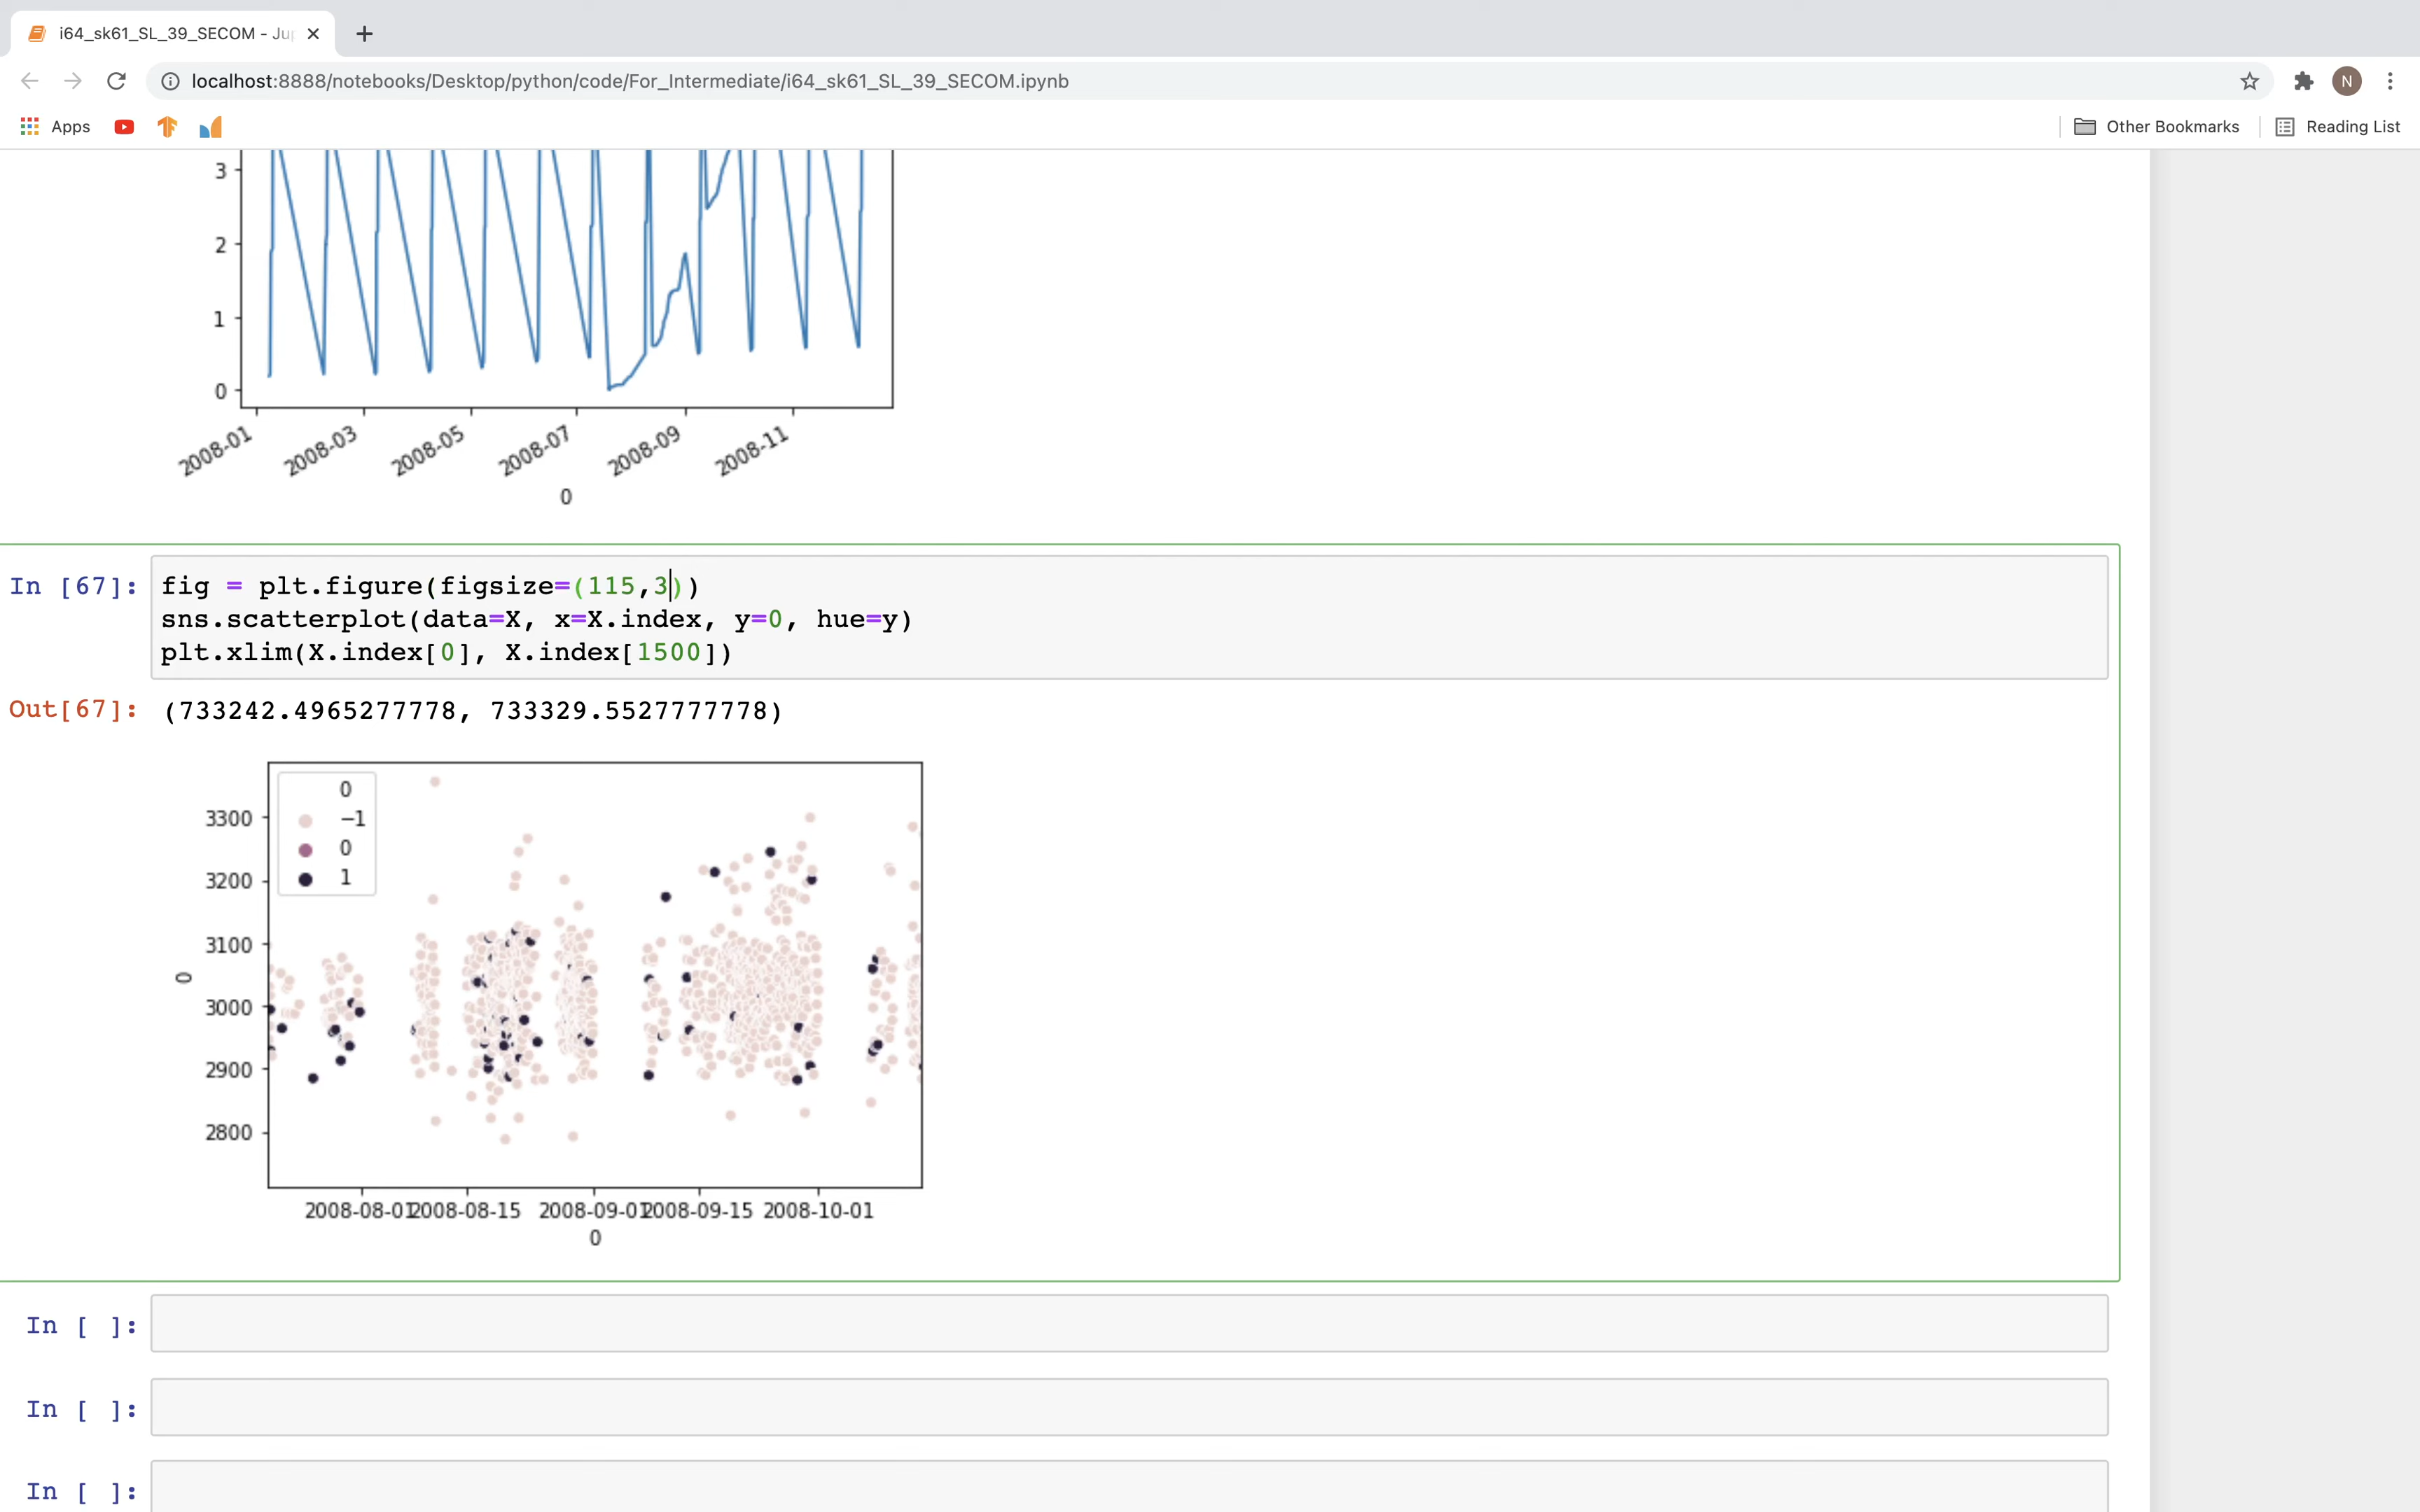 i64_sk61_SL_39_SECOM - Ju
localhost:8888/notebooks/Desktop/python/code/For_Intermediate/i64_sk61_SL_39_SECOM.ipynb
N
Apps
Other Bookmarks
Reading List
3
2
1
0
2008-01
2008-03
2008-05
2008-07
2008-09
2008-11
0
In [67]:
fig = plt.figure(figsize=(115,3))
sns.scatterplot(data=X, x=X.index, y=0, hue=y)
plt.xlim(X.index[0], X.index[1500])
Out[67]: (733242.4965277778, 733329.5527777778)
0
−1
0
1
3300
3200
3100
3000
2900
2800
0
2008-08-01
2008-08-15
2008-09-01
2008-09-15
2008-10-01
0
In [ ]:
In [ ]:
In [ ]: